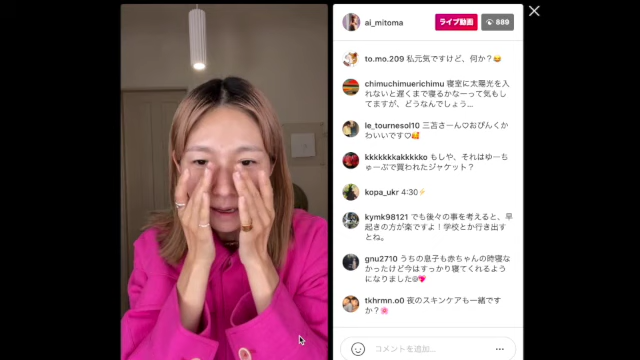 ai_mitoma
ライブ動画
889
to.mo.209 私元気ですけど、何か？😂
chimuchimuerichimu 寝室に太陽光を入
れないと遅くまで寝るかなーって気もし
てますが、どうなんでしょう...
le_tournesol10 三苫さーん♡おぴんくか
わいいです♡🥰
kkkkkkkakkkkko もしや、それはゆーち
ゅーぶで買われたジャケット？
kopa_ukr 4:30⚡
kymk98121 でも後々の事を考えると、早
起きの方が楽ですよ！学校とか行き出す
とね。
gnu2710 うちの息子も赤ちゃんの時寝な
かったけど今はすっかり寝てくれるよう
になりました😊💖
tkhrmn.o0 夜のスキンケアも一緒です
か？🌸
コメントを追加...